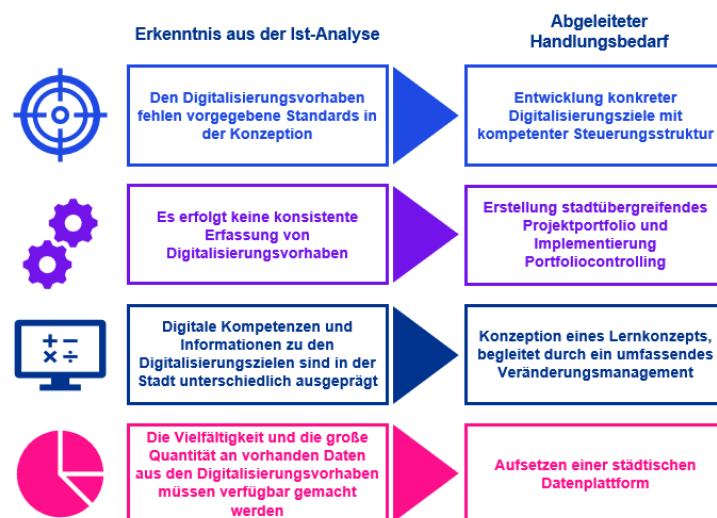 Erkenntnis aus der Ist-Analyse
Abgeleiteter
Handlungsbedarf
Den Digitalisierungsvorhaben
fehlen vorgegebene Standards in
der Konzeption
Entwicklung konkreter
Digitalisierungsziele mit
kompetenter Steuerungsstruktur
Es erfolgt keine konsistente
Erfassung von
Digitalisierungsvorhaben
Erstellung stadtübergreifendes
Projektportfolio und
Implementierung
Portfoliocontrolling
Digitale Kompetenzen und
Informationen zu den
Digitalisierungszielen sind in der
Stadt unterschiedlich ausgeprägt
Konzeption eines Lernkonzepts,
begleitet durch ein umfassendes
Veränderungsmanagement
Die Vielfältigkeit und die große
Quantität an vorhanden Daten
aus den Digitalisierungsvorhaben
müssen verfügbar gemacht
werden
Aufsetzen einer städtischen
Datenplattform